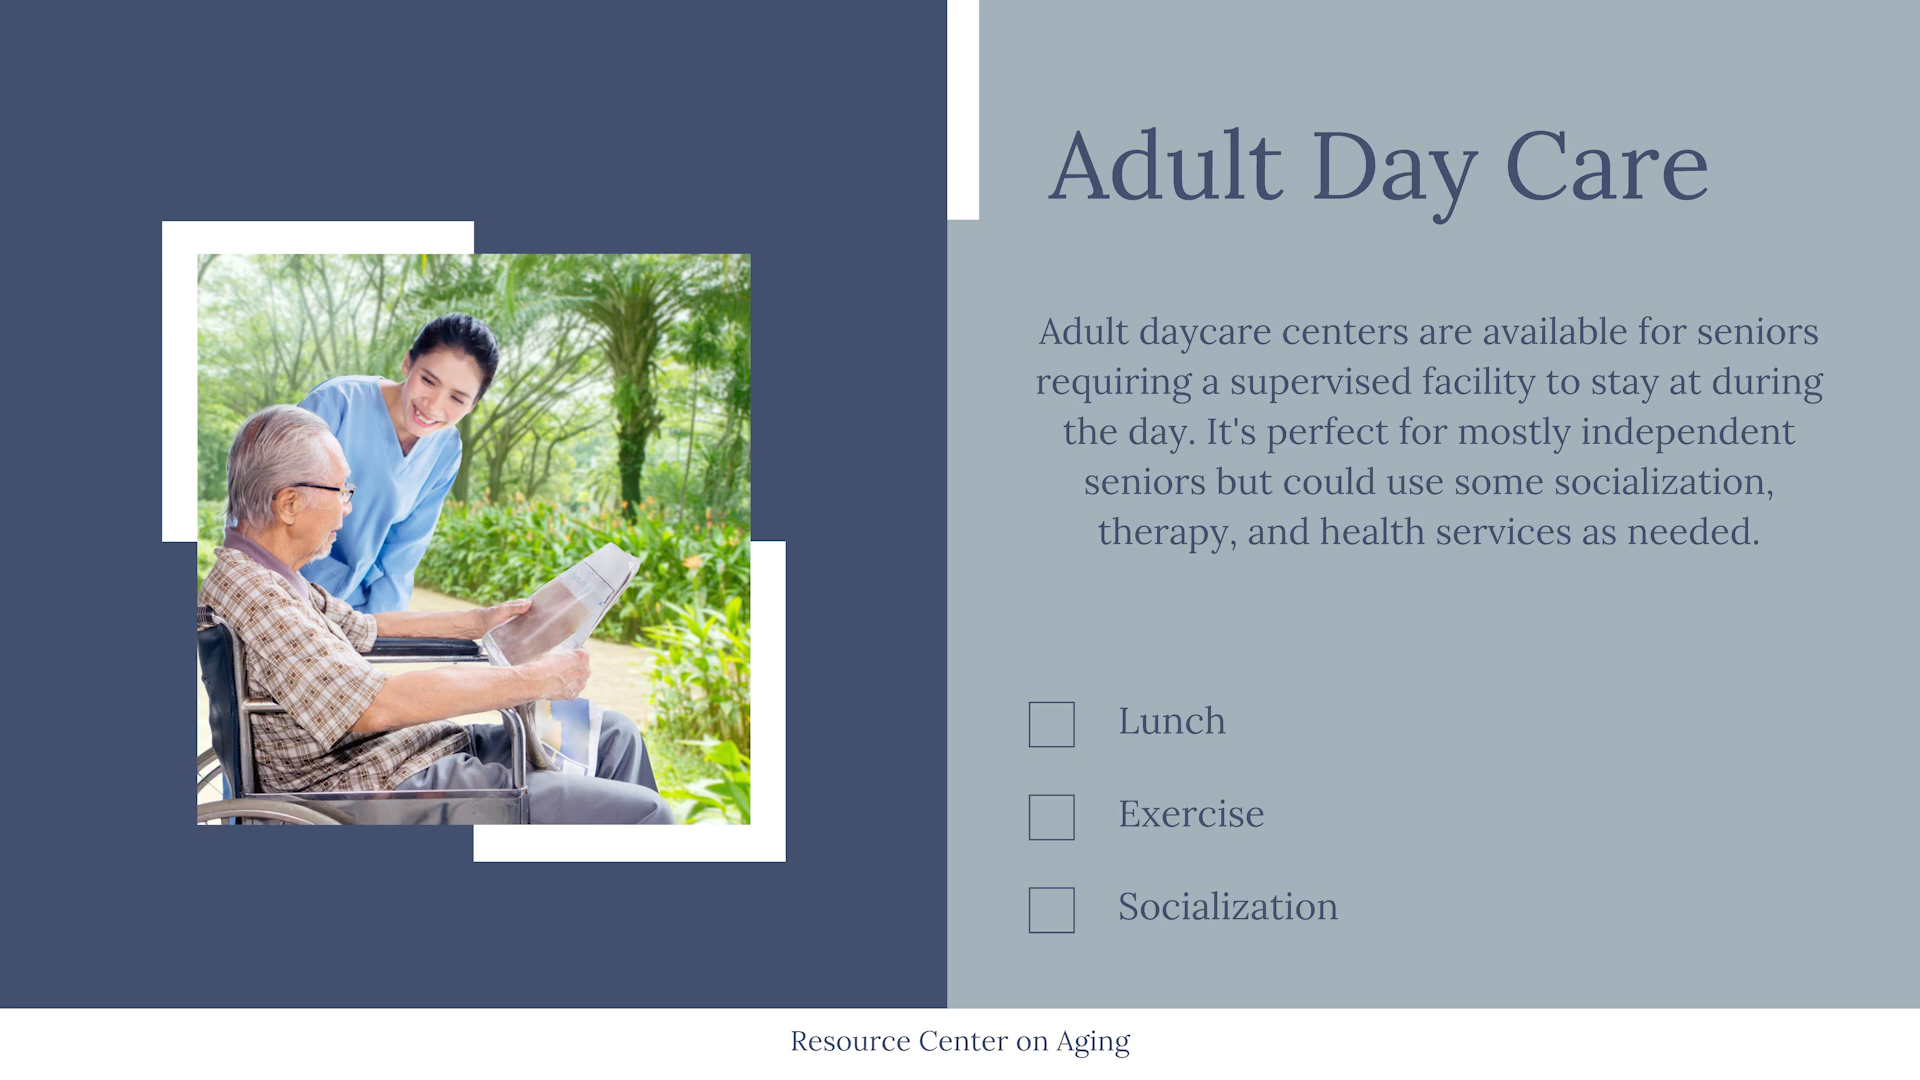 Adult Day Care
Adult daycare centers are available for seniors
requiring a supervised facility to stay at during
the day. It's perfect for mostly independent
seniors but could use some socialization,
therapy, and health services as needed.
Lunch
Exercise
Socialization
Resource Center on Aging